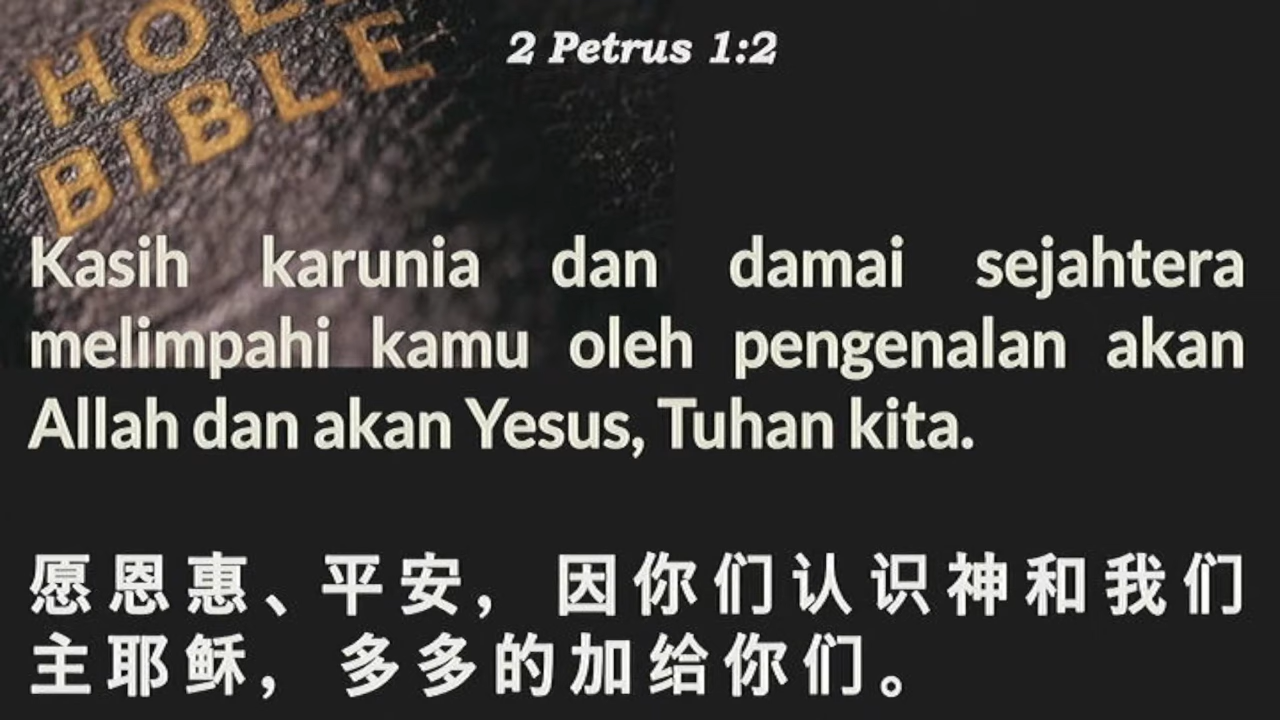 HOL
BIBLE
2 Petrus 1:2
Kasih karunia dan damai sejahtera
melimpahi kamu oleh pengenalan akan
Allah dan akan Yesus, Tuhan kita.
愿恩惠、平安，因你们认识神和我们
主耶稣，多多的加给你们。